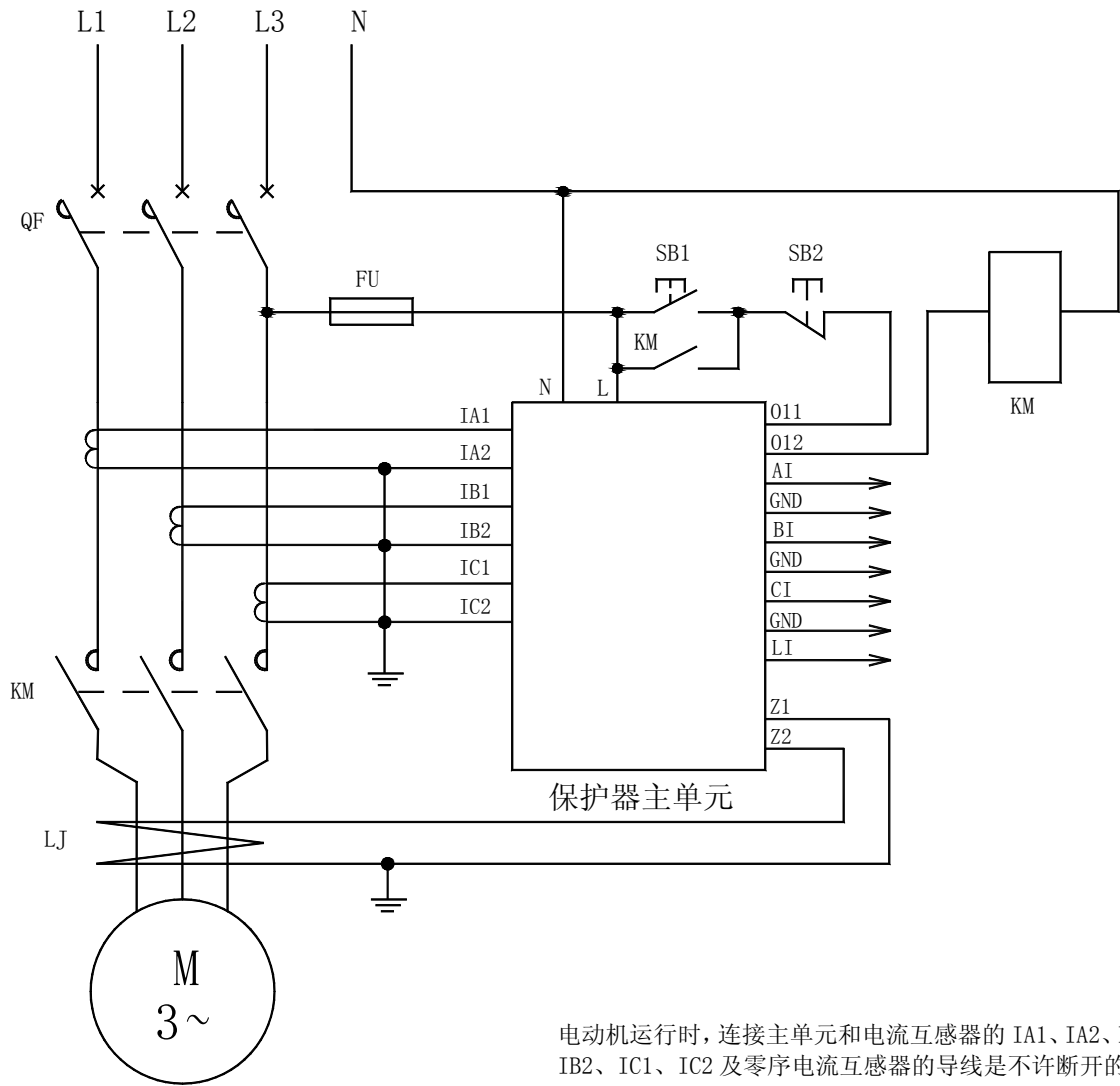 L1 L2 L3 N
QF
FU
SB1 SB2
KM
N L
KM
IA1
IA2
IB1
IB2
IC1
IC2
O11
O12
AI
GND
BI
GND
CI
GND
LI
Z1
Z2
KM
保护器主单元
LJ
M
3~
电动机运行时,连接主单元和电流互感器的 IA1、IA2、
IB2、IC1、IC2 及零序电流互感器的导线是不许断开的